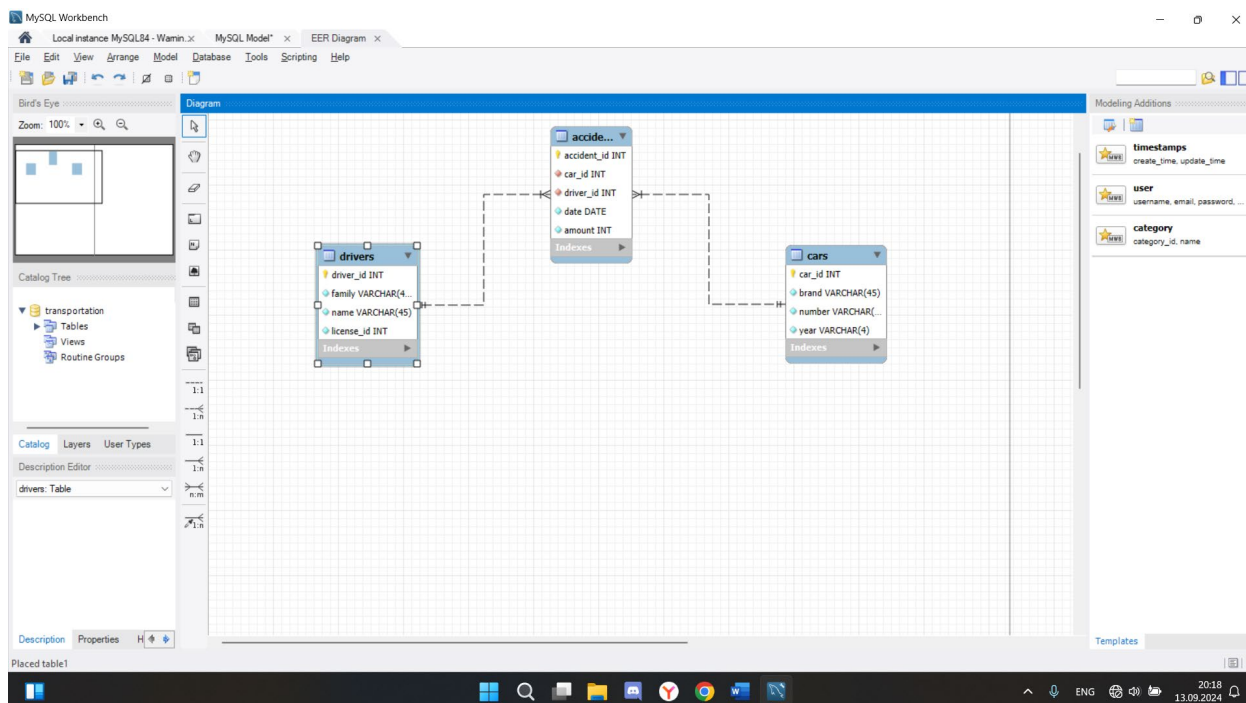 MySQL Workbench
Local instance MySQL84 - Warnin... MySQL Model* EER Diagram
File Edit View Arrange Model Database Tools Scripting Help
Bird's Eye
Zoom: 100%
Catalog Tree
transportation
Tables
Views
Routine Groups
Catalog Layers User Types
Description Editor
drivers: Table
Description Properties H
Placed table1
1:1
1:n
1:1
1:n
n:m
1:n
Diagram
accide...
accident_id INT
car_id INT
driver_id INT
date DATE
amount INT
Indexes
drivers
driver_id INT
family VARCHAR(4...
name VARCHAR(45)
license_id INT
Indexes
cars
car_id INT
brand VARCHAR(45)
number VARCHAR(...
year VARCHAR(4)
Indexes
Modeling Additions
timestamps
create_time, update_time
user
username, email, password, ...
category
category_id, name
Templates
ENG
20:18
13.09.2024